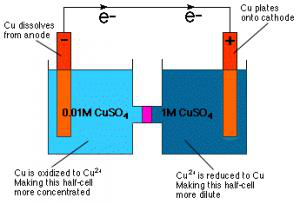 Cu dissolves
from anode
e-
e-
Cu plates
onto cathode
−
+
0.01M CuSO₄
1M CuSO₄
Cu is oxidized to Cu²⁺
Making this half-cell
more concentrated
Cu²⁺ is reduced to Cu
Making this half-cell
more dilute